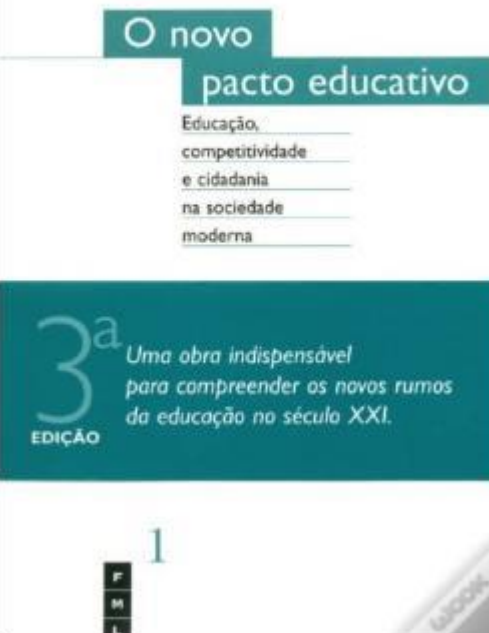 O novo
pacto educativo
Educação,
competitividade
e cidadania
na sociedade
moderna
3ª
EDIÇÃO
Uma obra indispensável
para compreender os novos rumos
da educação no século XXI.
1
F
M
L
WOOK